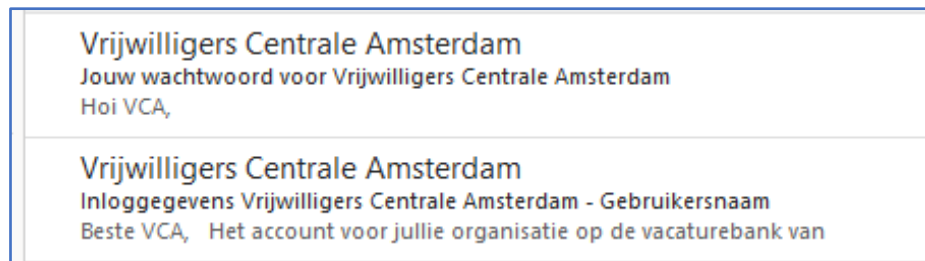 Vrijwilligers Centrale Amsterdam
Jouw wachtwoord voor Vrijwilligers Centrale Amsterdam
Hoi VCA,
Vrijwilligers Centrale Amsterdam
Inloggegevens Vrijwilligers Centrale Amsterdam - Gebruikersnaam
Beste VCA, Het account voor jullie organisatie op de vacaturebank van